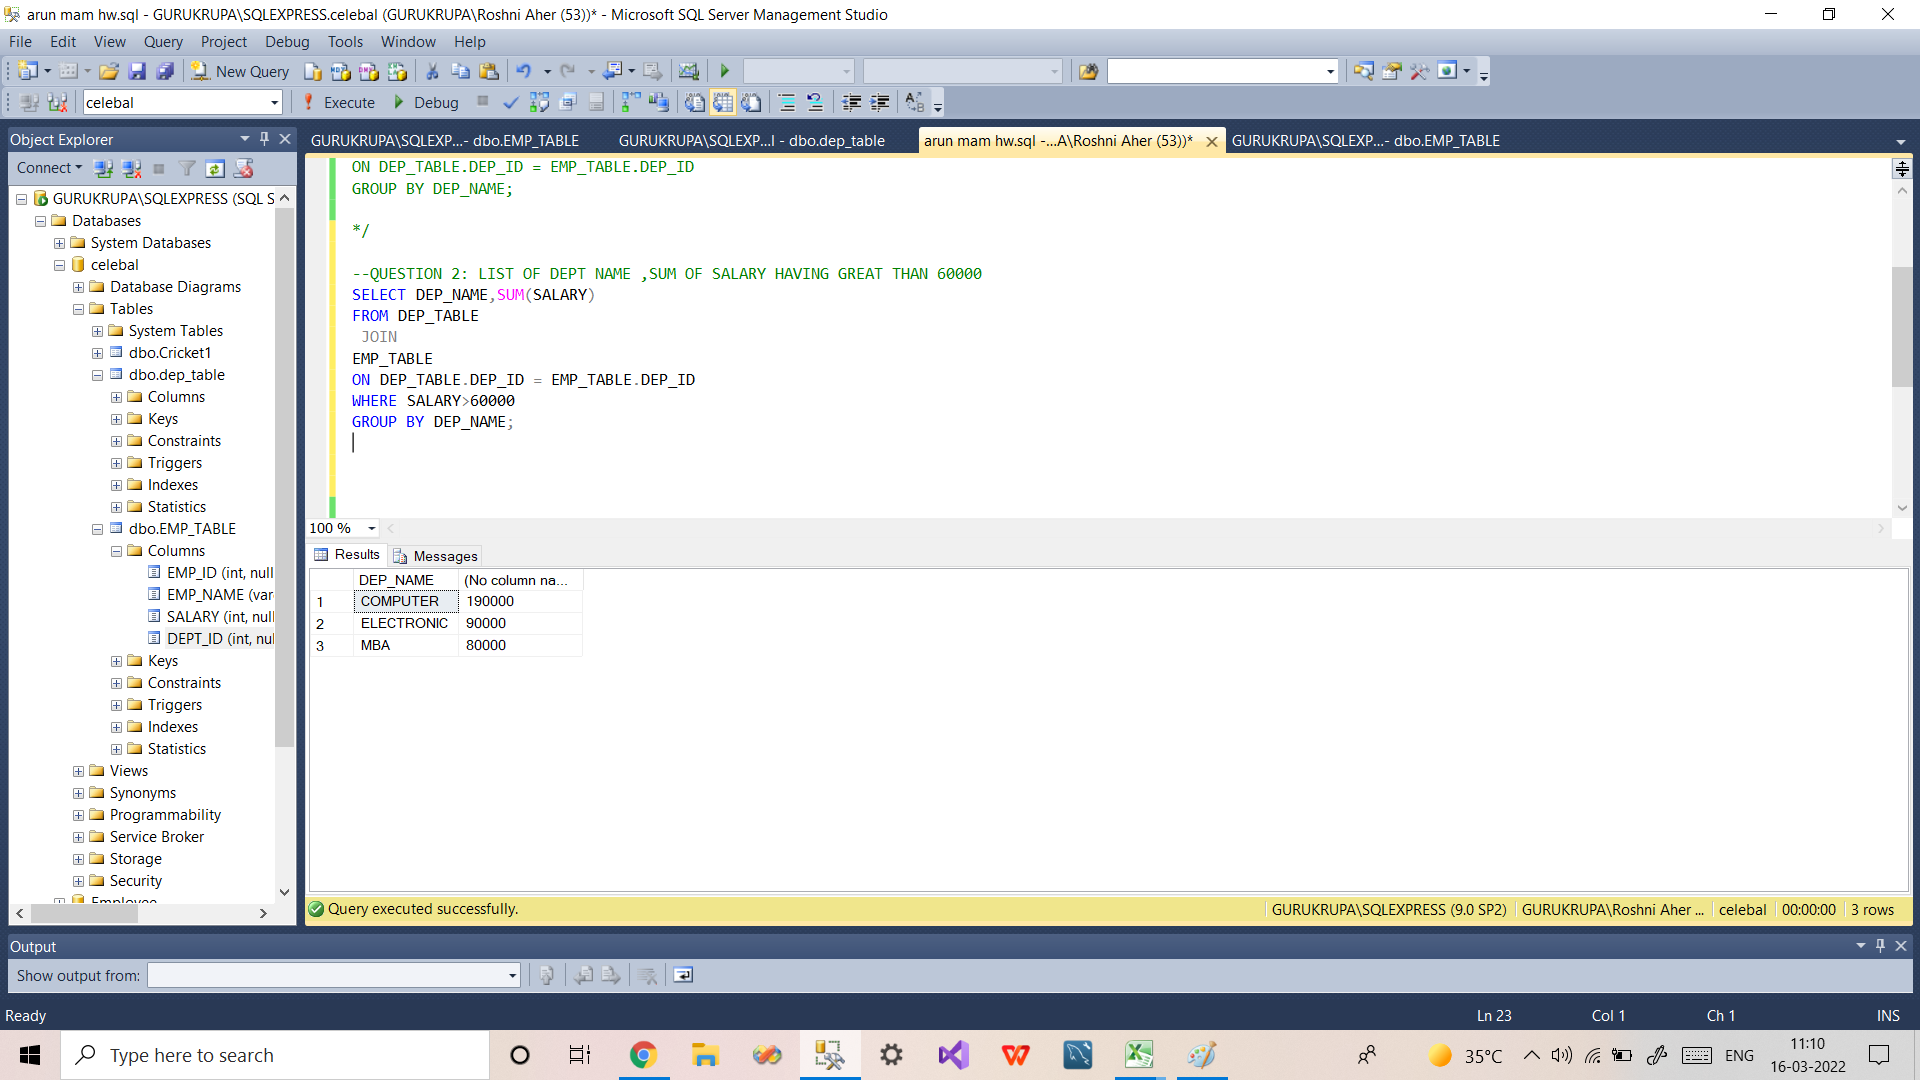 arun mam hw.sql - GURUKRUPA\SQLEXPRESS.celebal (GURUKRUPA\Roshni Aher (53))* - Microsoft SQL Server Management Studio
File Edit View Query Project Debug Tools Window Help
New Query
celebal Execute Debug
Object Explorer
GURUKRUPA\SQLEXP...- dbo.EMP_TABLE GURUKRUPA\SQLEXP...l - dbo.dep_table arun mam hw.sql -...A\Roshni Aher (53))* GURUKRUPA\SQLEXP...- dbo.EMP_TABLE
Connect
GURUKRUPA\SQLEXPRESS (SQL S
Databases
System Databases
celebal
Database Diagrams
Tables
System Tables
dbo.Cricket1
dbo.dep_table
Columns
Keys
Constraints
Triggers
Indexes
Statistics
dbo.EMP_TABLE
Columns
EMP_ID (int, null
EMP_NAME (var
SALARY (int, null
DEPT_ID (int, nul
Keys
Constraints
Triggers
Indexes
Statistics
Views
Synonyms
Programmability
Service Broker
Storage
Security
Employee
ON DEP_TABLE.DEP_ID = EMP_TABLE.DEP_ID
GROUP BY DEP_NAME;
*/
--QUESTION 2: LIST OF DEPT NAME ,SUM OF SALARY HAVING GREAT THAN 60000
SELECT DEP_NAME,SUM(SALARY)
FROM DEP_TABLE
JOIN
EMP_TABLE
ON DEP_TABLE.DEP_ID = EMP_TABLE.DEP_ID
WHERE SALARY>60000
GROUP BY DEP_NAME;
100 %
Results Messages
DEP_NAME (No column na...
1 COMPUTER 190000
2 ELECTRONIC 90000
3 MBA 80000
Query executed successfully. GURUKRUPA\SQLEXPRESS (9.0 SP2) GURUKRUPA\Roshni Aher ... celebal 00:00:00 3 rows
Output
Show output from:
Ready Ln 23 Col 1 Ch 1 INS
Type here to search 35°C ENG 11:10
16-03-2022